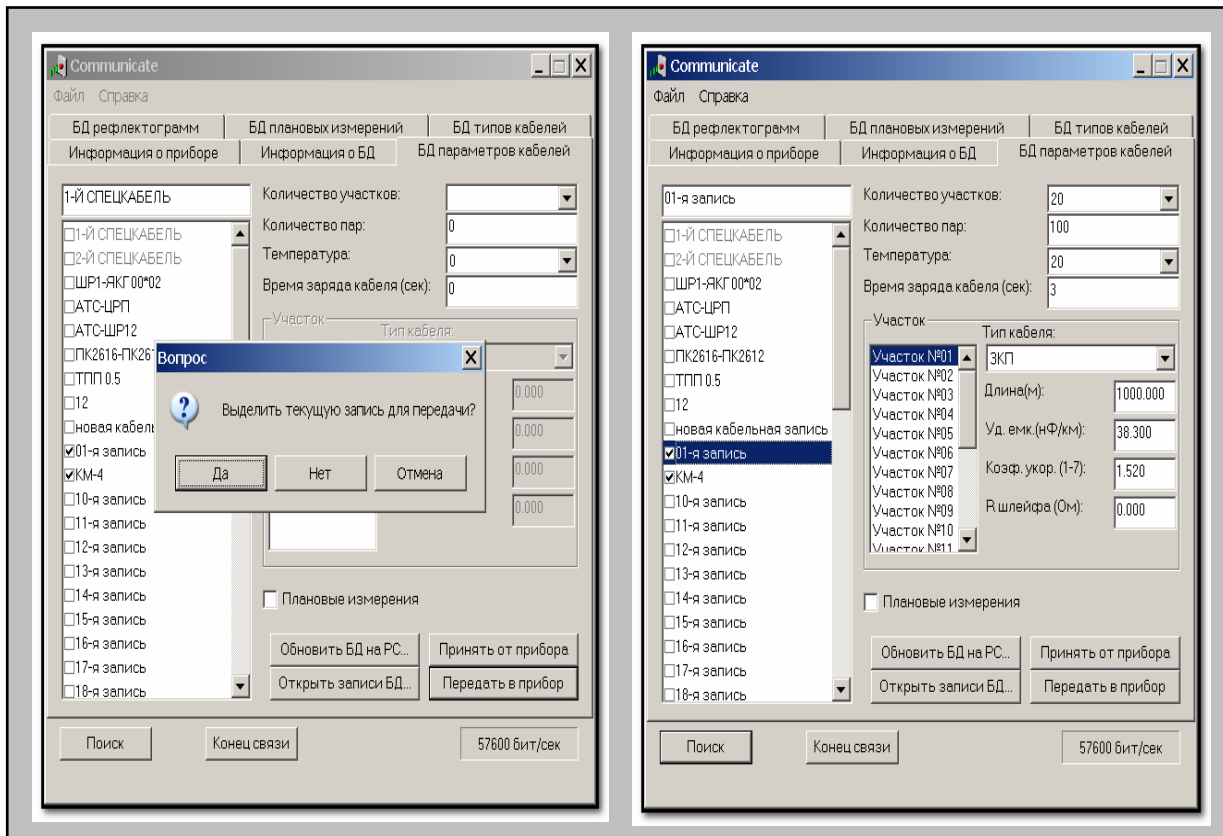 Communicate
Файл Справка
БД рефлектограмм БД плановых измерений БД типов кабелей
Информация о приборе Информация о БД БД параметров кабелей
1-Й СПЕЦКАБЕЛЬ
1-Й СПЕЦКАБЕЛЬ
2-Й СПЕЦКАБЕЛЬ
ШР1-ЯКГ00*02
АТС-ЦРП
АТС-ШР12
ПК2616-ПК261
ТПП 0.5
12
новая кабель
01-я запись
КМ-4
10-я запись
11-я запись
12-я запись
13-я запись
14-я запись
15-я запись
16-я запись
17-я запись
18-я запись
Количество участков:
Количество пар: 0
Температура: 0
Время заряда кабеля (сек): 0
Участок
Тип кабеля:
0.000
0.000
0.000
0.000
Вопрос
Выделить текущую запись для передачи?
Да Нет Отмена
Плановые измерения
Обновить БД на PC... Принять от прибора
Открыть записи БД... Передать в прибор
Поиск Конец связи 57600 бит/сек
Communicate
Файл Справка
БД рефлектограмм БД плановых измерений БД типов кабелей
Информация о приборе Информация о БД БД параметров кабелей
01-я запись
1-Й СПЕЦКАБЕЛЬ
2-Й СПЕЦКАБЕЛЬ
ШР1-ЯКГ00*02
АТС-ЦРП
АТС-ШР12
ПК2616-ПК2612
ТПП 0.5
12
новая кабельная запись
01-я запись
КМ-4
10-я запись
11-я запись
12-я запись
13-я запись
14-я запись
15-я запись
16-я запись
17-я запись
18-я запись
Количество участков: 20
Количество пар: 100
Температура: 20
Время заряда кабеля (сек): 3
Участок
Участок №01
Участок №02
Участок №03
Участок №04
Участок №05
Участок №06
Участок №07
Участок №08
Участок №09
Участок №10
Участок №11
Тип кабеля:
ЗКП
Длина(м): 1000.000
Уд. емк.(нФ/км): 38.300
Коэф. укор. (1-7): 1.520
R шлейфа (Ом): 0.000
Плановые измерения
Обновить БД на PC... Принять от прибора
Открыть записи БД... Передать в прибор
Поиск Конец связи 57600 бит/сек